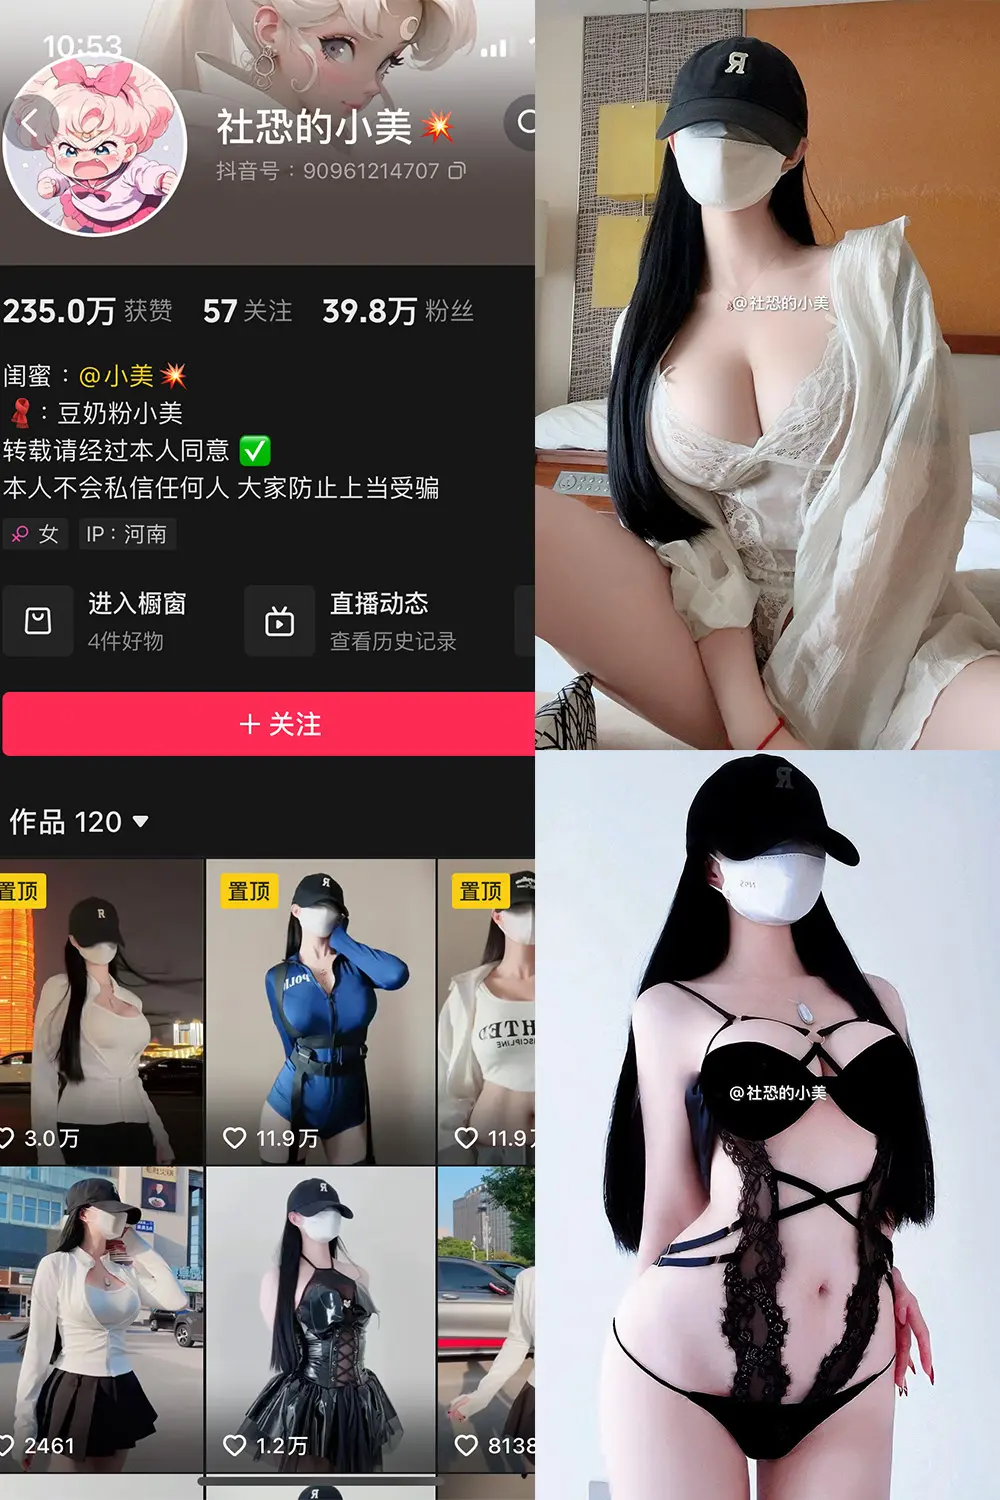 10:53
社恐的小美💥
抖音号：90961214707
235.0万 获赞 57 关注 39.8万 粉丝
闺蜜：@小美💥
🧣：豆奶粉小美
转载请经过本人同意 ✅
本人不会私信任何人 大家防止上当受骗
女 IP：河南
进入橱窗
4件好物
直播动态
查看历史记录
＋ 关注
作品 120
置顶
置顶
置顶
R
R
POLI
HTED
DISCIPLINE
3.0万
11.9万
11.9万
R
2461
1.2万
8138
R
R
@社恐的小美
R
@社恐的小美